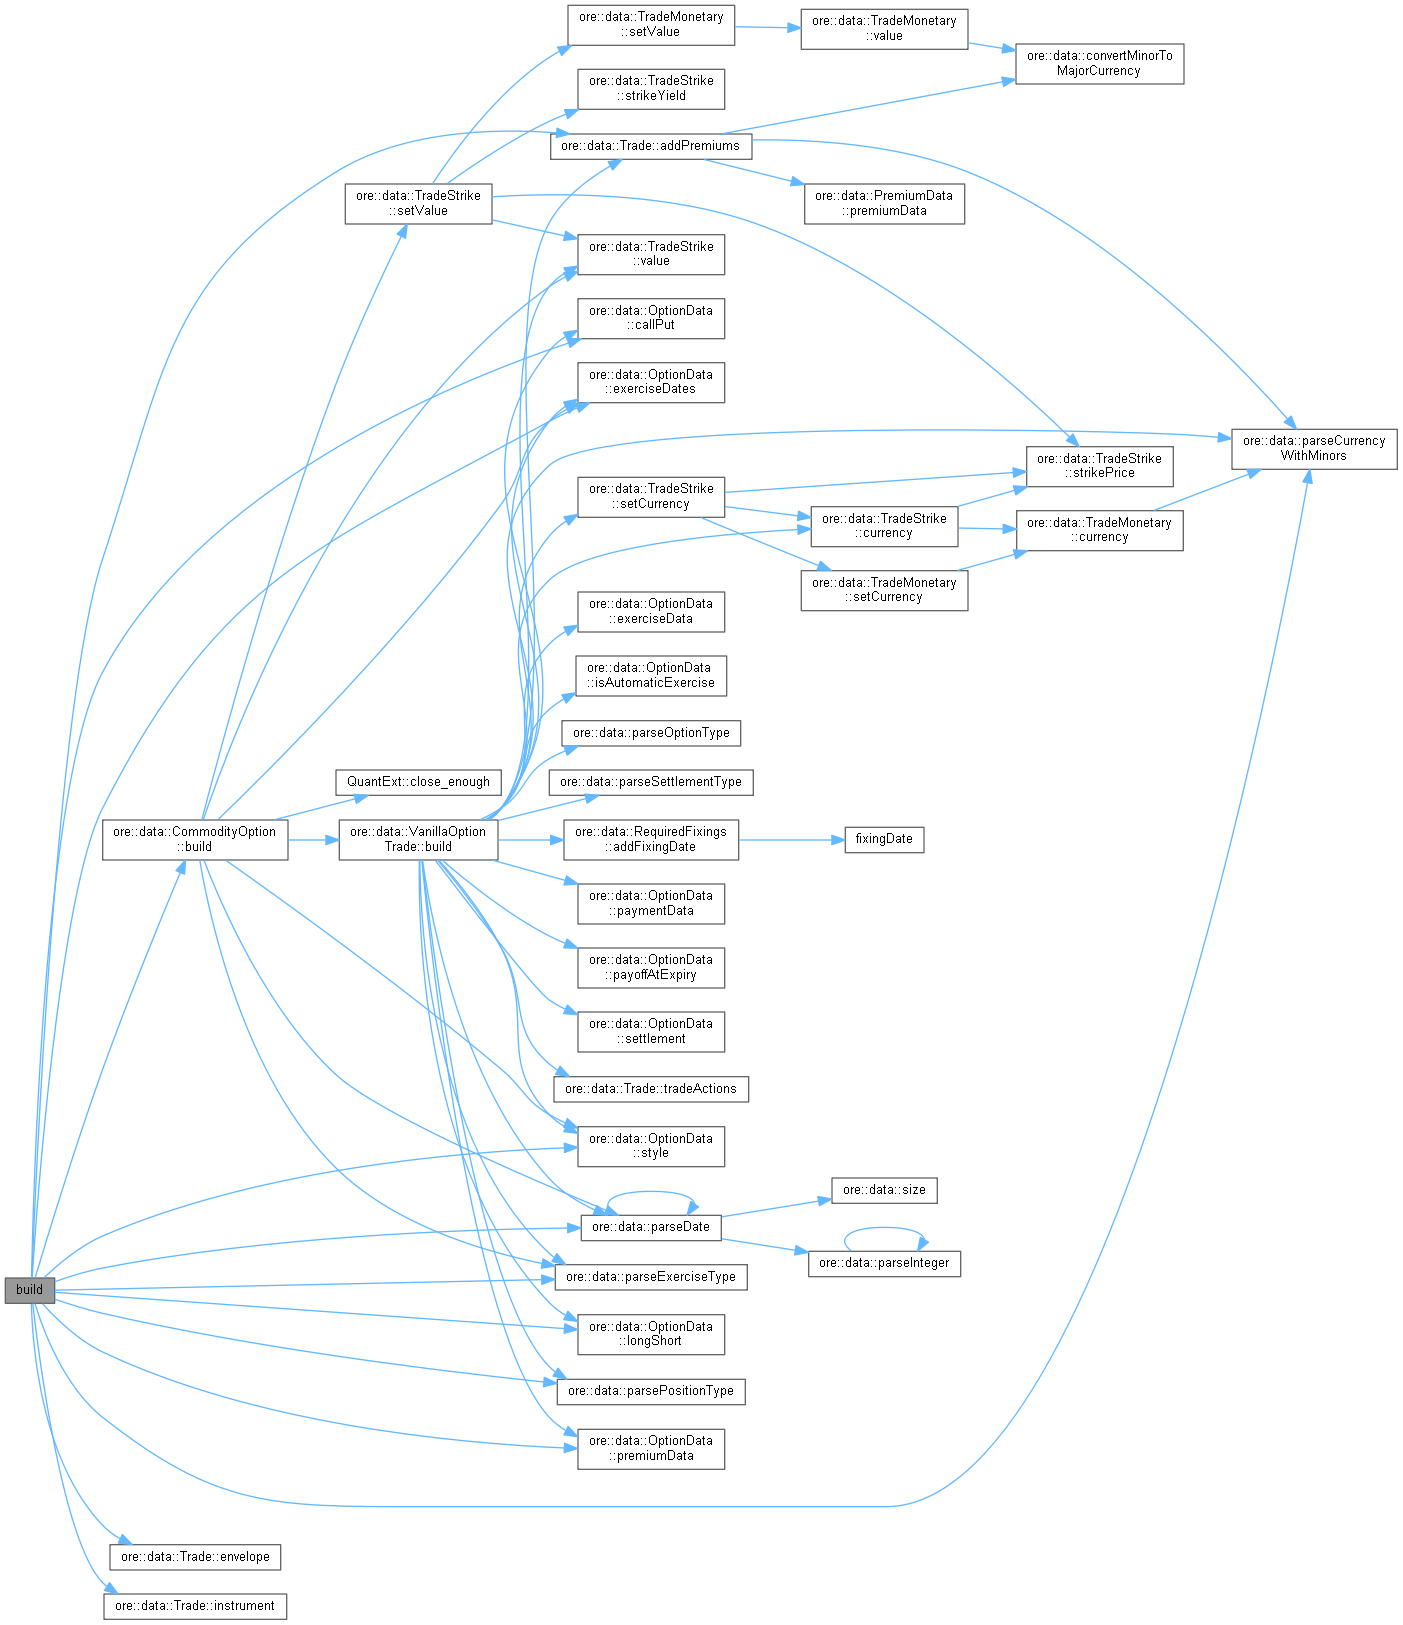 ore::data::TradeMonetary
::setValue
ore::data::TradeMonetary
::value
ore::data::convertMinorTo
MajorCurrency
ore::data::TradeStrike
::strikeYield
ore::data::Trade::addPremiums
ore::data::TradeStrike
::setValue
ore::data::PremiumData
::premiumData
ore::data::TradeStrike
::value
ore::data::OptionData
::callPut
ore::data::OptionData
::exerciseDates
ore::data::parseCurrency
WithMinors
ore::data::TradeStrike
::strikePrice
ore::data::TradeStrike
::setCurrency
ore::data::TradeStrike
::currency
ore::data::TradeMonetary
::currency
ore::data::TradeMonetary
::setCurrency
ore::data::OptionData
::exerciseData
ore::data::OptionData
::isAutomaticExercise
ore::data::parseOptionType
QuantExt::close_enough
ore::data::parseSettlementType
ore::data::CommodityOption
::build
ore::data::VanillaOption
Trade::build
ore::data::RequiredFixings
::addFixingDate
fixingDate
ore::data::OptionData
::paymentData
ore::data::OptionData
::payoffAtExpiry
ore::data::OptionData
::settlement
ore::data::Trade::tradeActions
ore::data::OptionData
::style
ore::data::size
ore::data::parseDate
ore::data::parseInteger
build
ore::data::parseExerciseType
ore::data::OptionData
::longShort
ore::data::parsePositionType
ore::data::OptionData
::premiumData
ore::data::Trade::envelope
ore::data::Trade::instrument